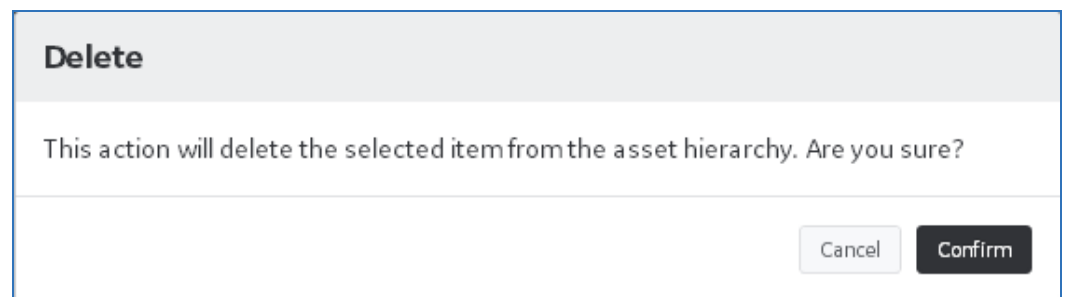 Delete
This action will delete the selected item from the asset hierarchy. Are you sure?
Cancel
Confirm